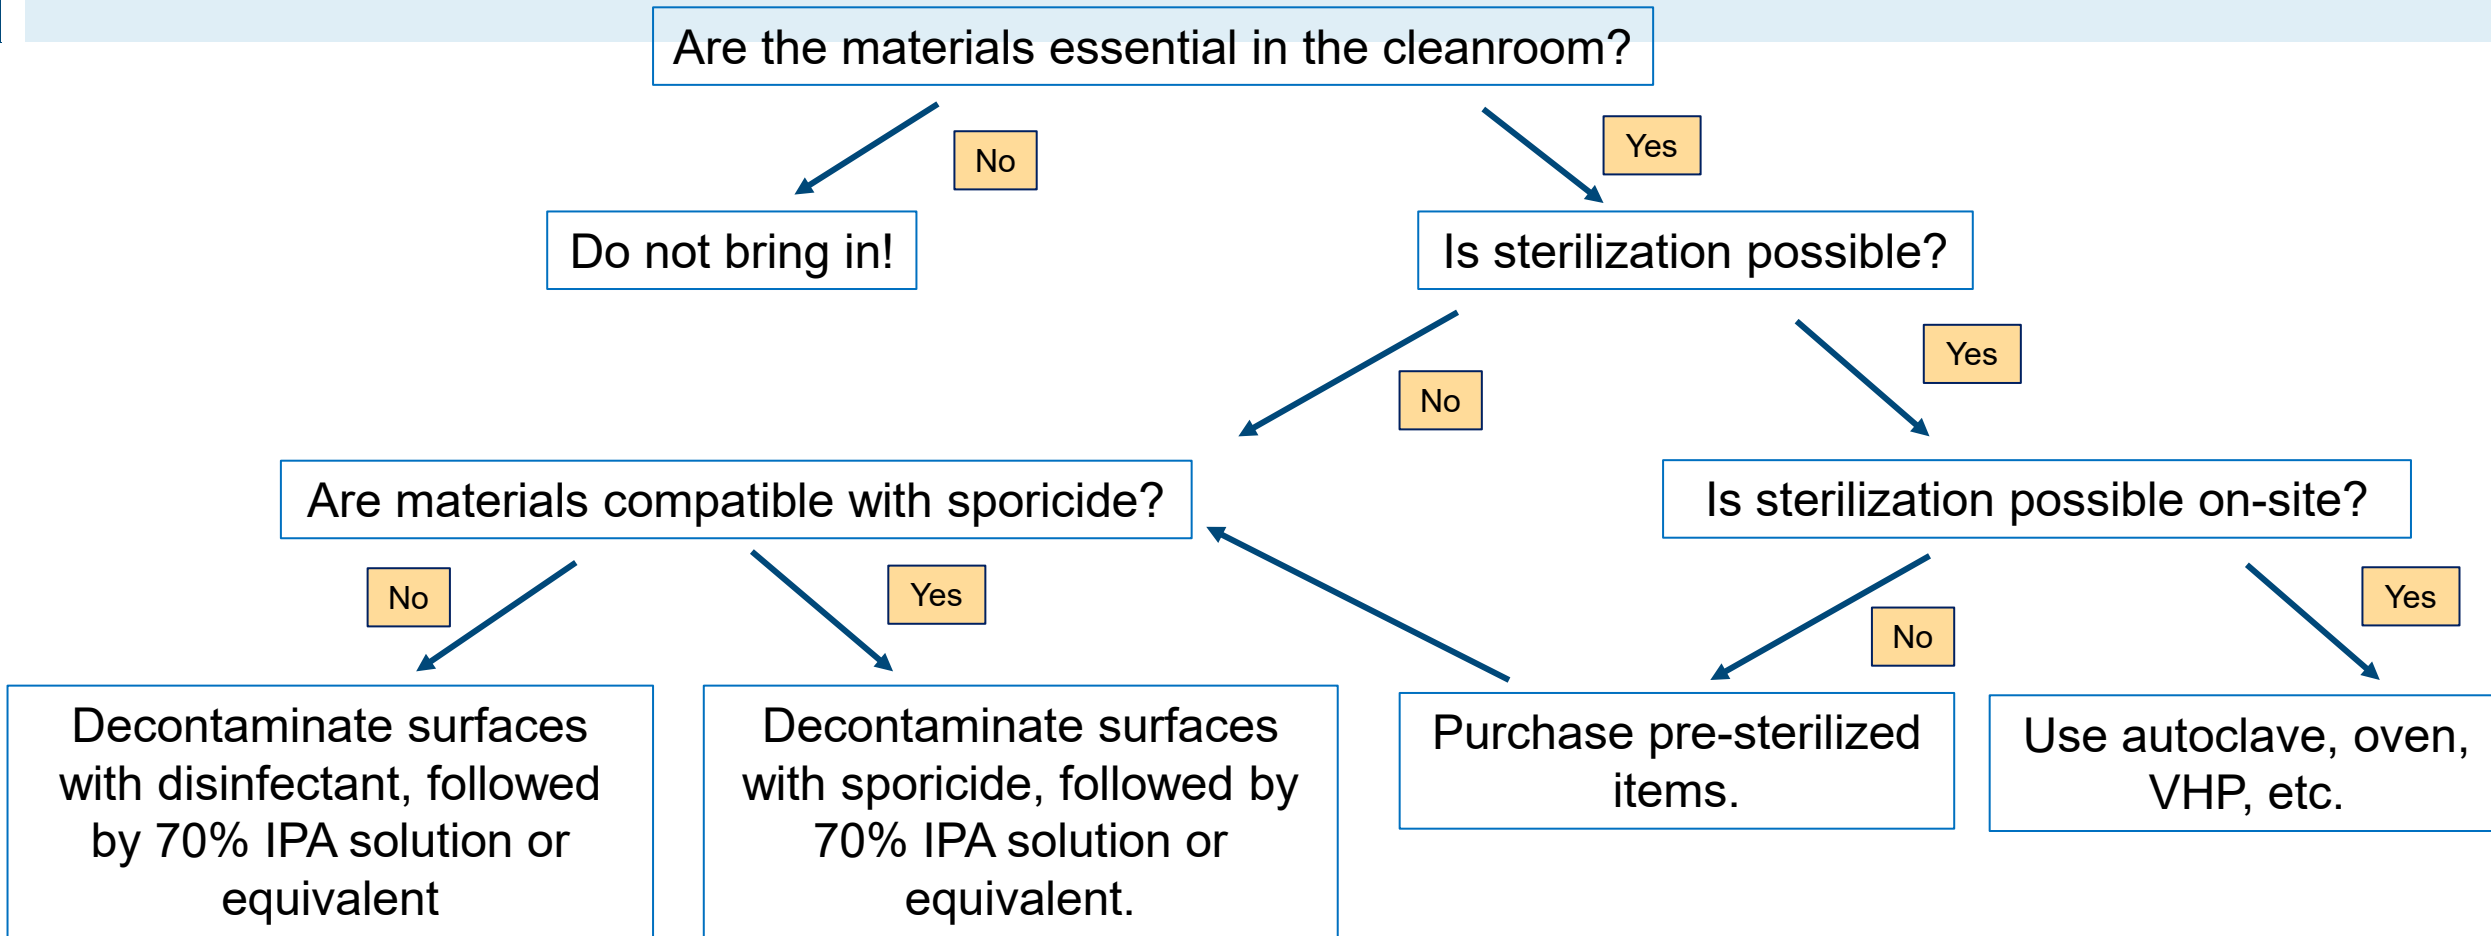 Are the materials essential in the cleanroom?
No
Yes
Do not bring in!
Is sterilization possible?
No
Yes
Are materials compatible with sporicide?
Is sterilization possible on-site?
No
Yes
No
Yes
Decontaminate surfaces
with disinfectant, followed
by 70% IPA solution or
equivalent
Decontaminate surfaces
with sporicide, followed by
70% IPA solution or
equivalent.
Purchase pre-sterilized
items.
Use autoclave, oven,
VHP, etc.